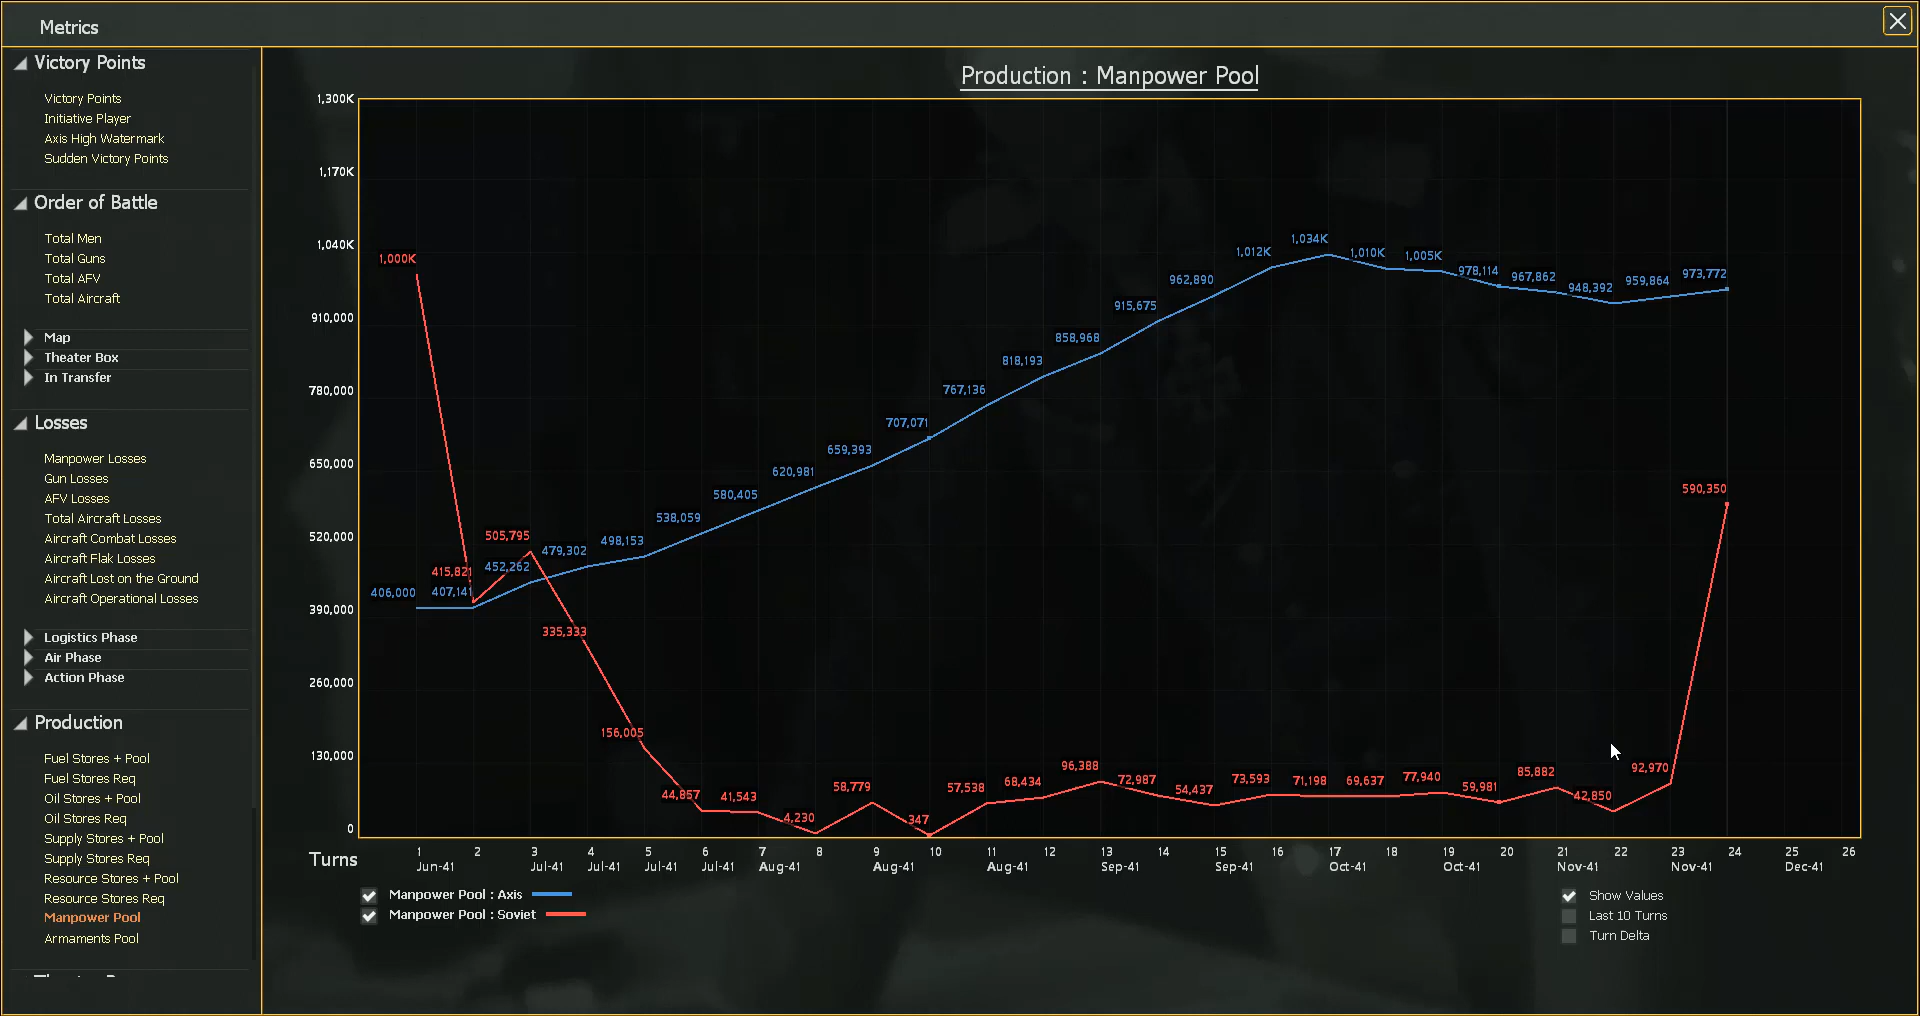 Metrics
Victory Points
Victory Points
Initiative Player
Axis High Watermark
Sudden Victory Points
Order of Battle
Total Men
Total Guns
Total AFV
Total Aircraft
Map
Theater Box
In Transfer
Losses
Manpower Losses
Gun Losses
AFV Losses
Total Aircraft Losses
Aircraft Combat Losses
Aircraft Flak Losses
Aircraft Lost on the Ground
Aircraft Operational Losses
Logistics Phase
Air Phase
Action Phase
Production
Fuel Stores + Pool
Fuel Stores Req
Oil Stores + Pool
Oil Stores Req
Supply Stores + Pool
Supply Stores Req
Resource Stores + Pool
Resource Stores Req
Manpower Pool
Armaments Pool
Production : Manpower Pool
1,300K
1,170K
1,040K
910,000
780,000
650,000
520,000
390,000
260,000
130,000
0
406,000 407,141 452,262 479,302 498,153 538,059 580,405 620,981 659,393 707,071 767,136 818,193 858,968 915,675 962,890 1,012K 1,034K 1,010K 1,005K 978,114 967,862 948,392 959,864 973,772
1,000K 415,821 505,795 335,333 156,005 44,857 41,543 4,230 58,779 347 57,538 68,434 96,388 72,987 54,437 73,593 71,198 69,637 77,940 59,981 85,882 42,850 92,970 590,350
Turns
1 2 3 4 5 6 7 8 9 10 11 12 13 14 15 16 17 18 19 20 21 22 23 24 25 26
Jun-41 Jul-41 Jul-41 Jul-41 Jul-41 Aug-41 Aug-41 Aug-41 Sep-41 Sep-41 Oct-41 Oct-41 Nov-41 Nov-41 Dec-41
Manpower Pool : Axis
Manpower Pool : Soviet
Show Values
Last 10 Turns
Turn Delta